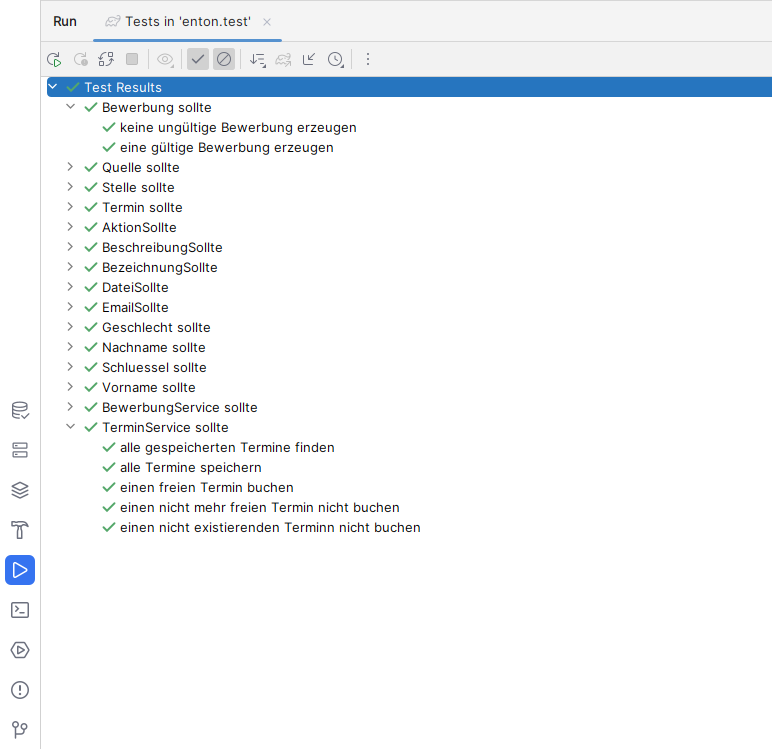 Run Tests in 'enton.test'
Test Results
Bewerbung sollte
keine ungültige Bewerbung erzeugen
eine gültige Bewerbung erzeugen
Quelle sollte
Stelle sollte
Termin sollte
AktionSollte
BeschreibungSollte
BezeichnungSollte
DateiSollte
EmailSollte
Geschlecht sollte
Nachname sollte
Schluessel sollte
Vorname sollte
BewerbungService sollte
TerminService sollte
alle gespeicherten Termine finden
alle Termine speichern
einen freien Termin buchen
einen nicht mehr freien Termin nicht buchen
einen nicht existierenden Terminn nicht buchen